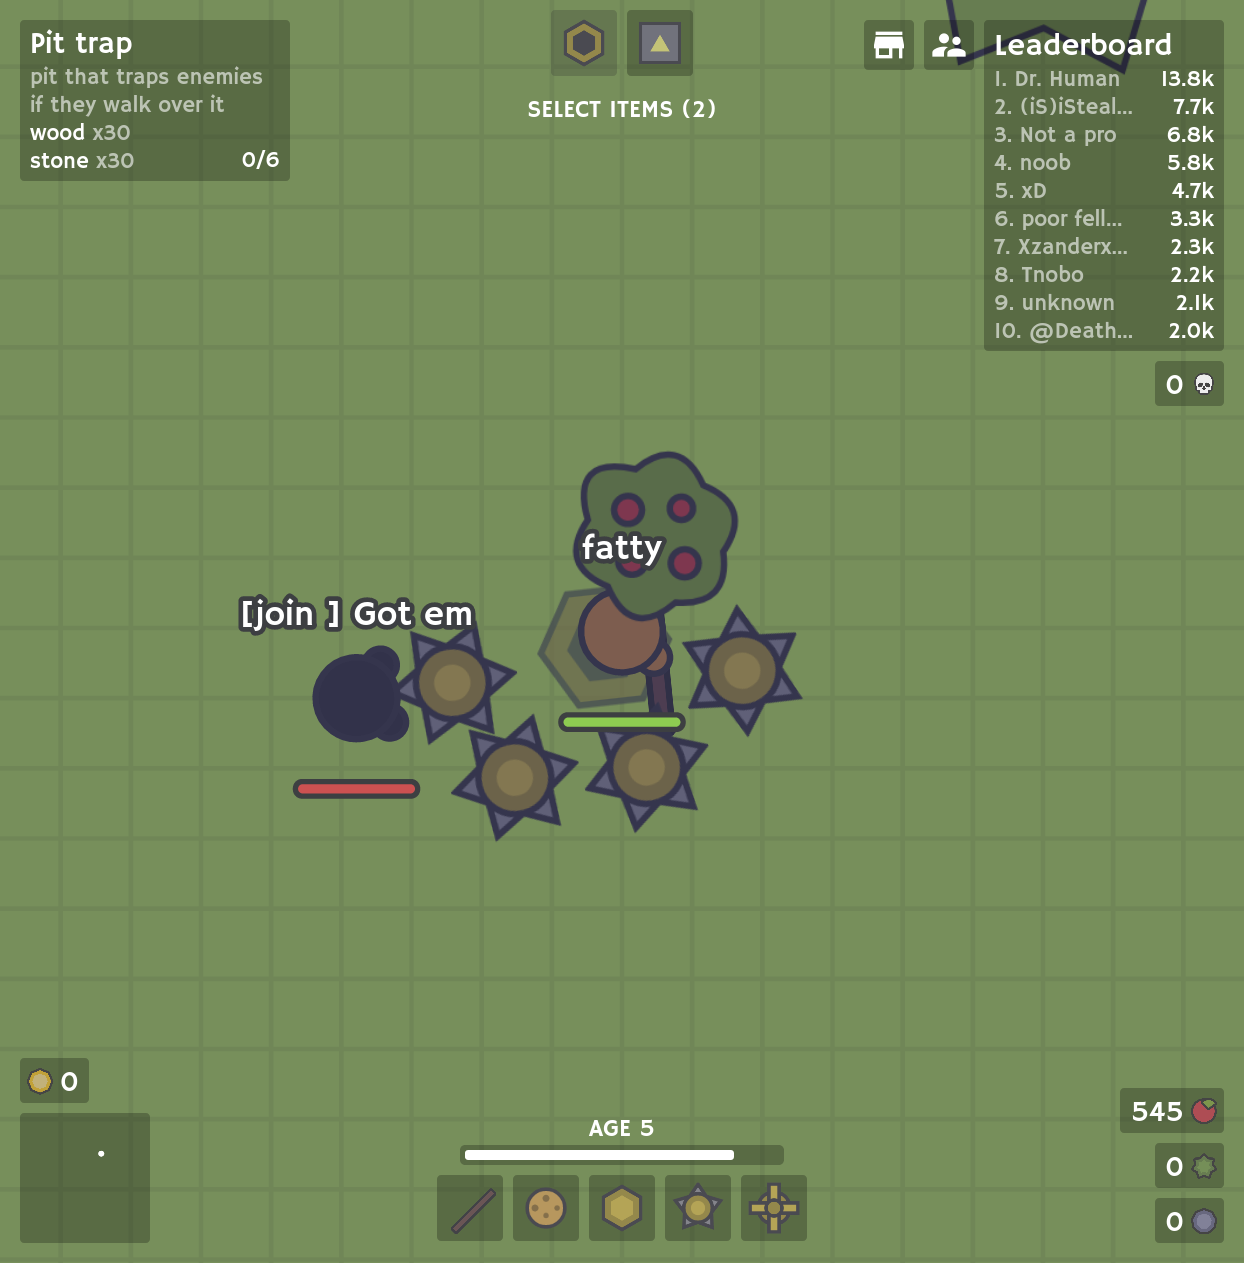 Pit trap
pit that traps enemies
if they walk over it
wood x30
stone x30 0/6
SELECT ITEMS (2)
Leaderboard
1. Dr. Human 13.8k
2. (iS)iSteal... 7.7k
3. Not a pro 6.8k
4. noob 5.8k
5. xD 4.7k
6. poor fell... 3.3k
7. Xzanderx... 2.3k
8. Tnobo 2.2k
9. unknown 2.1k
10. @Death... 2.0k
0
fatty
[join ] Got em
0
545
0
0
AGE 5